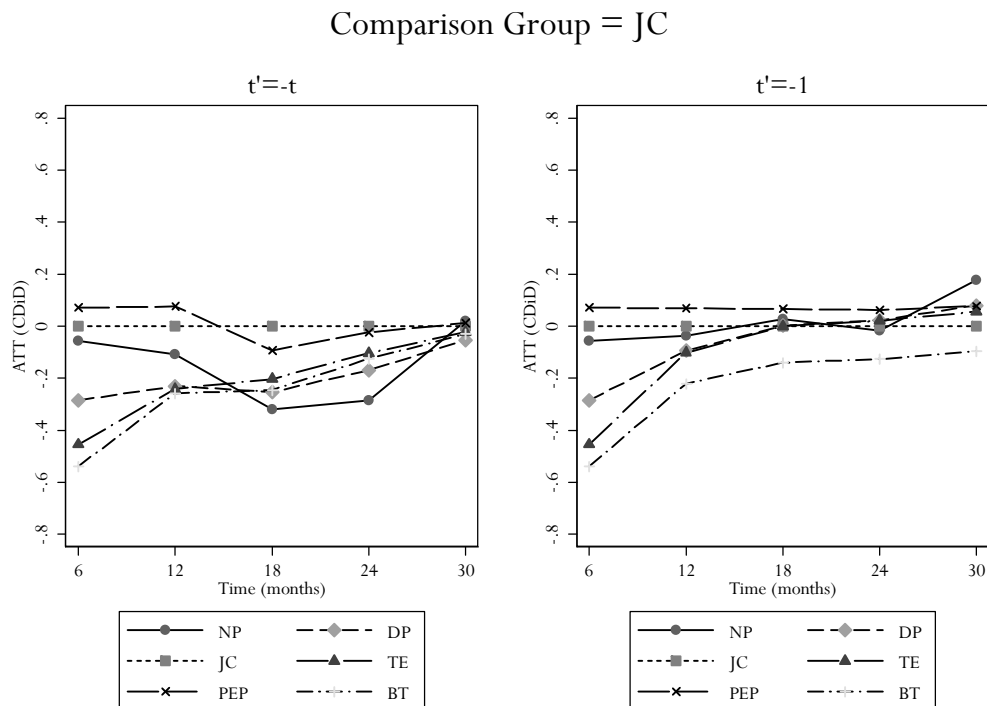 Comparison Group = JC
t'=-t
ATT (CDiD)
.8
.6
.4
.2
0
-.2
-.4
-.6
-.8
6 12 18 24 30
Time (months)
NP DP
JC TE
PEP BT
t'=-1
ATT (CDiD)
.8
.6
.4
.2
0
-.2
-.4
-.6
-.8
6 12 18 24 30
Time (months)
NP DP
JC TE
PEP BT